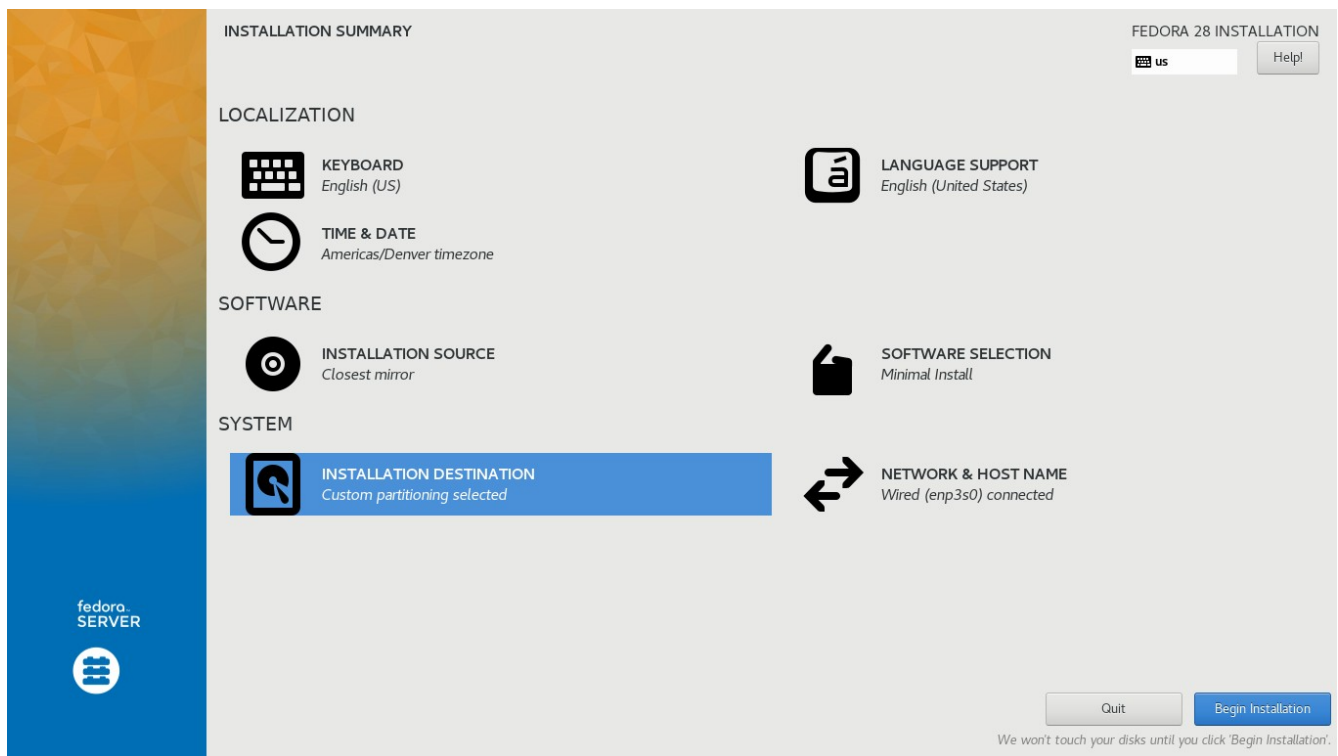 INSTALLATION SUMMARY
FEDORA 28 INSTALLATION
us
Help!
LOCALIZATION
KEYBOARD
English (US)
á
LANGUAGE SUPPORT
English (United States)
TIME & DATE
Americas/Denver timezone
SOFTWARE
INSTALLATION SOURCE
Closest mirror
SOFTWARE SELECTION
Minimal Install
SYSTEM
INSTALLATION DESTINATION
Custom partitioning selected
NETWORK & HOST NAME
Wired (enp3s0) connected
fedora™
SERVER
Quit
Begin Installation
We won't touch your disks until you click 'Begin Installation'.